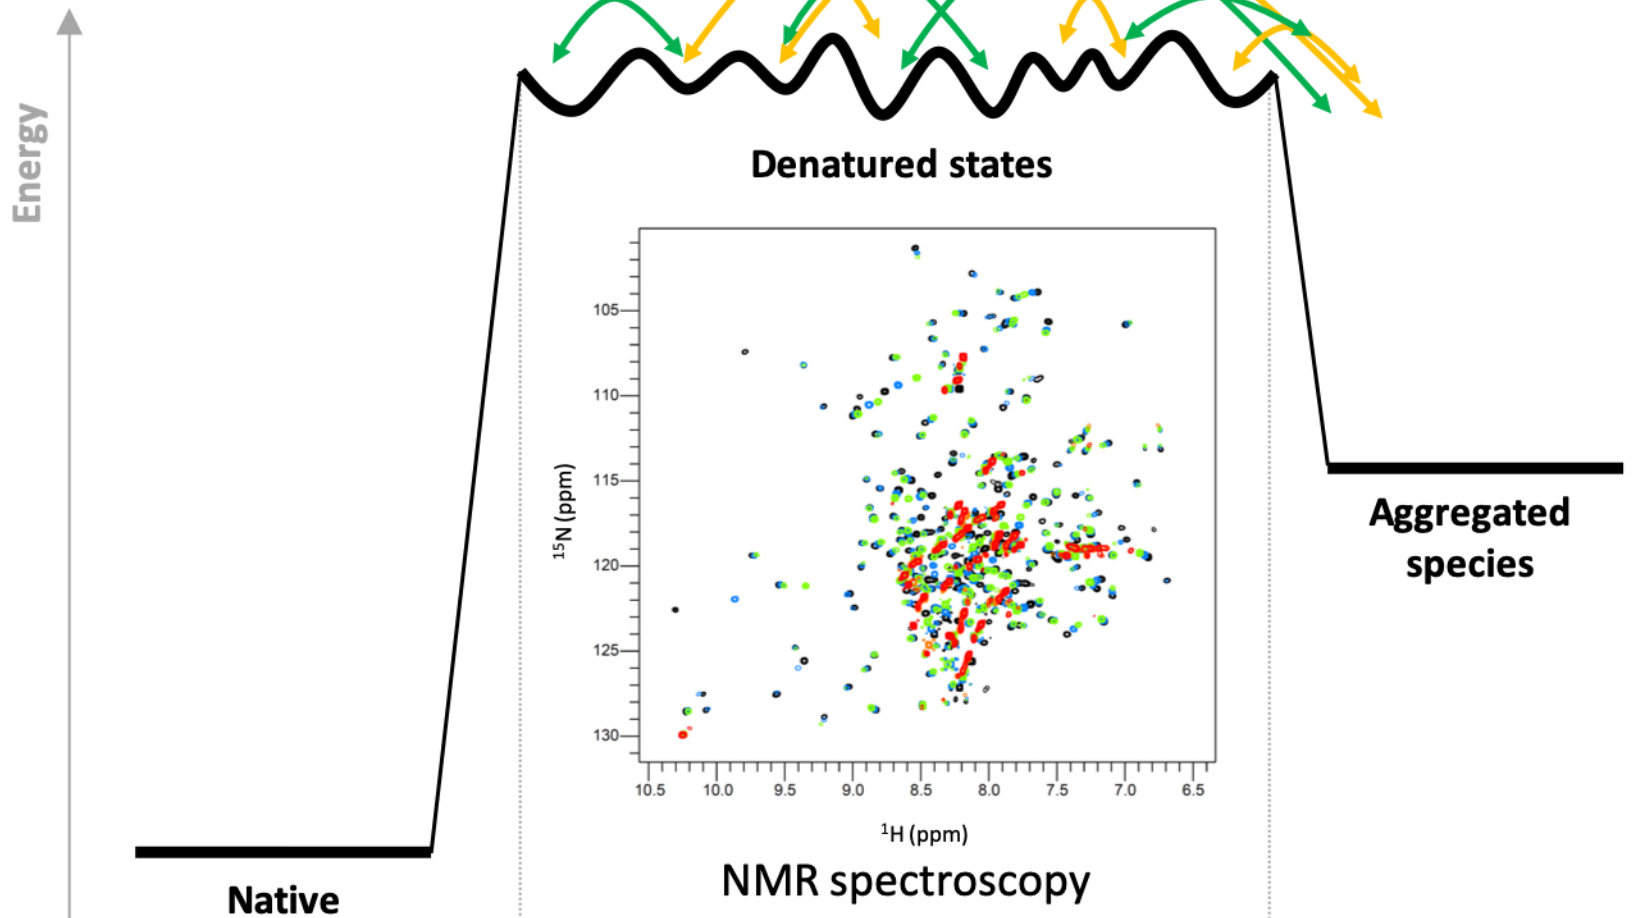 Energy
Denatured states
105
110
115
120
125
130
¹⁵N (ppm)
10.5 10.0 9.5 9.0 8.5 8.0 7.5 7.0 6.5
¹H (ppm)
NMR spectroscopy
Aggregated
species
Native